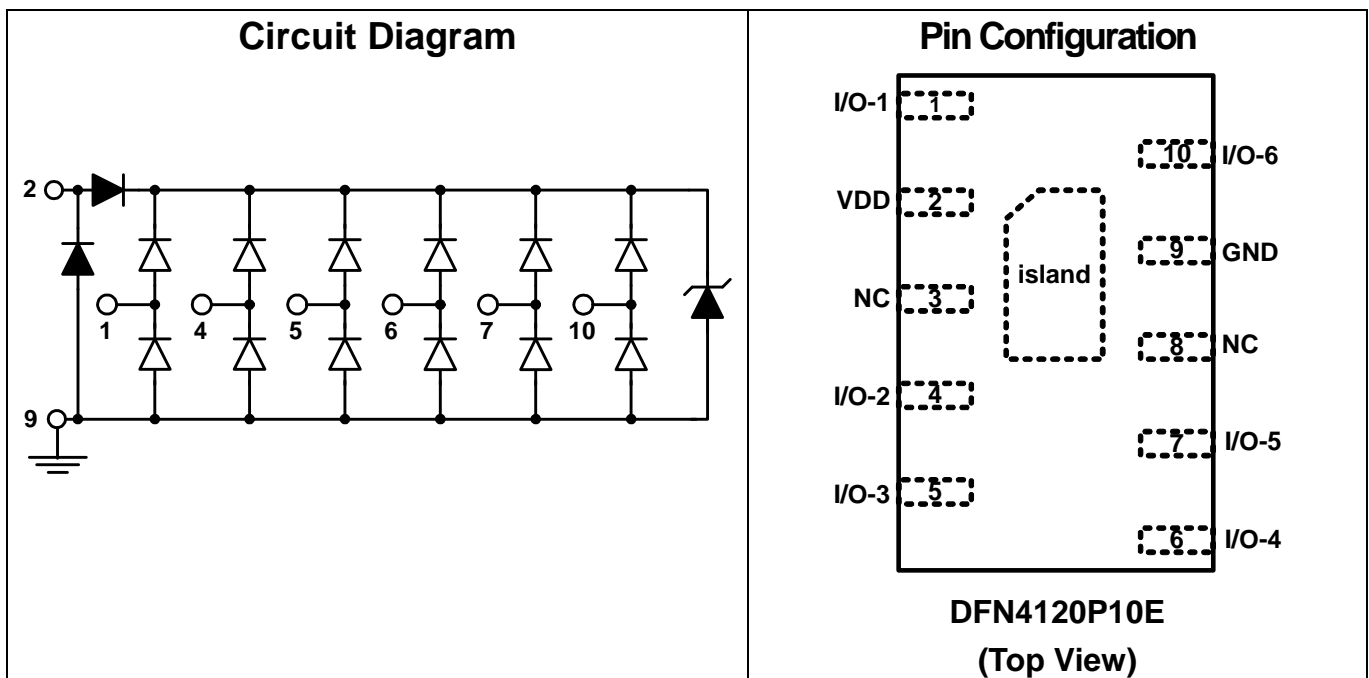 Circuit Diagram
2
1 4 5 6 7 10
9
Pin Configuration
I/O-1 1
10 I/O-6
VDD 2
9 GND
island
NC 3
8 NC
I/O-2 4
7 I/O-5
I/O-3 5
6 I/O-4
DFN4120P10E
(Top View)